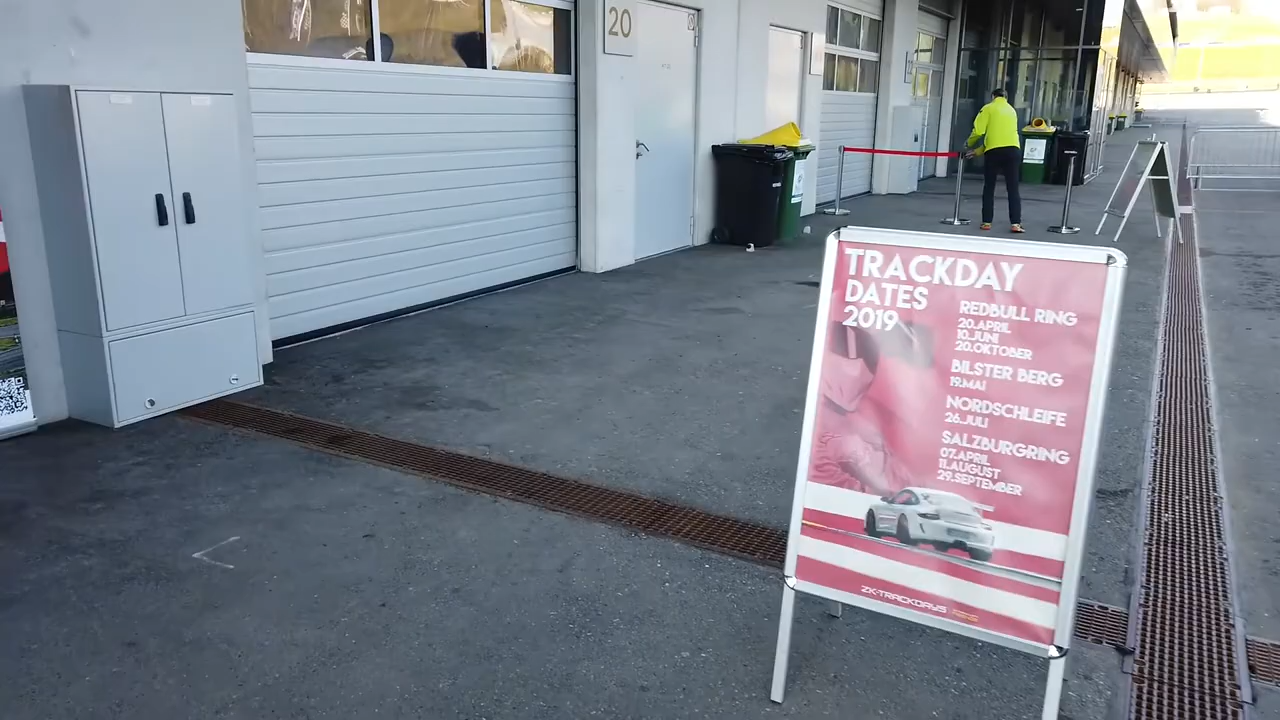 20
TRACKDAY
DATES
2019
REDBULL RING
20.APRIL
10.JUNI
20.OKTOBER
BILSTER BERG
19.MAI
NORDSCHLEIFE
26.JULI
SALZBURGRING
07.APRIL
11.AUGUST
29.SEPTEMBER
ZK-TRACKDAYS